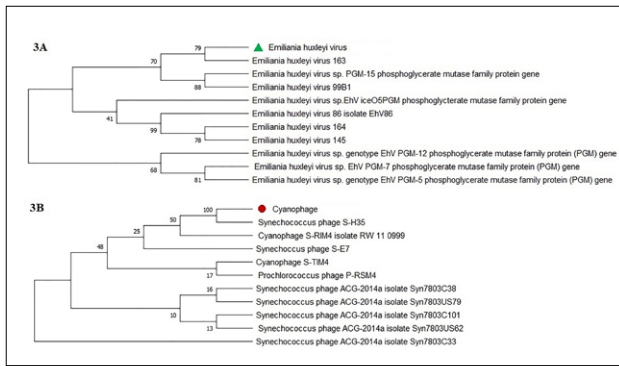 3A
79
Emiliania huxleyi virus
70
Emiliania huxleyi virus 163
Emiliania huxleyi virus sp. PGM-15 phosphoglycerate mutase family protein gene
88
Emiliania huxleyi virus 99B1
Emiliania huxleyi virus sp.EhV iceO5PGM phosphoglycterate mutase family protein gene
41
Emiliania huxleyi virus 86 isolate EhV86
99
Emiliania huxleyi virus 164
78
Emiliania huxleyi virus 145
Emiliania huxleyi virus sp. genotype EhV PGM-12 phosphoglycerate mutase family protein (PGM) gene
68
Emiliania huxleyi virus sp. EhV PGM-7 phosphoglycerate mutase family protein (PGM) gene
81
Emiliania huxleyi virus sp. genotype EhV PGM-5 phosphoglycerate mutase family protein (PGM) gene
3B
100
Cyanophage
50
Synechococcus phage S-H35
25
Cyanophage S-RIM4 isolate RW 11 0999
48
Synechoccus phage S-E7
Cyanophage S-TIM4
17
Prochlorococcus phage P-RSM4
16
Synechococcus phage ACG-2014a isolate Syn7803C38
Synechococcus phage ACG-2014a isolate Syn7803US79
10
Synechococcus phage ACG-2014a isolate Syn7803C101
13
Synechococcus phage ACG-2014a isolate Syn7803US62
Synechococcus phage ACG-2014a isolate Syn7803C33